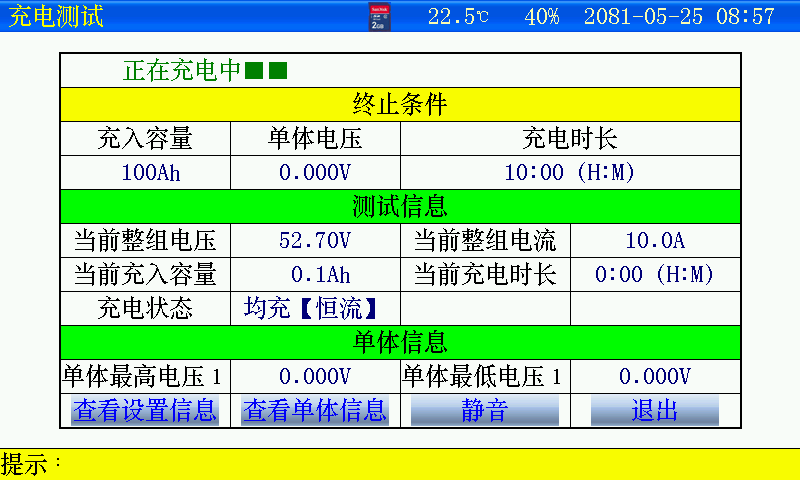 充电测试 22.5℃ 40% 2081-05-25 08:57
SanDisk
2GB
正在充电中■■
终止条件
充入容量 单体电压 充电时长
100Ah 0.000V 10:00 (H:M)
测试信息
当前整组电压 52.70V 当前整组电流 10.0A
当前充入容量 0.1Ah 当前充电时长 0:00 (H:M)
充电状态 均充【恒流】
单体信息
单体最高电压 1 0.000V 单体最低电压 1 0.000V
查看设置信息 查看单体信息 静音 退出
提示：